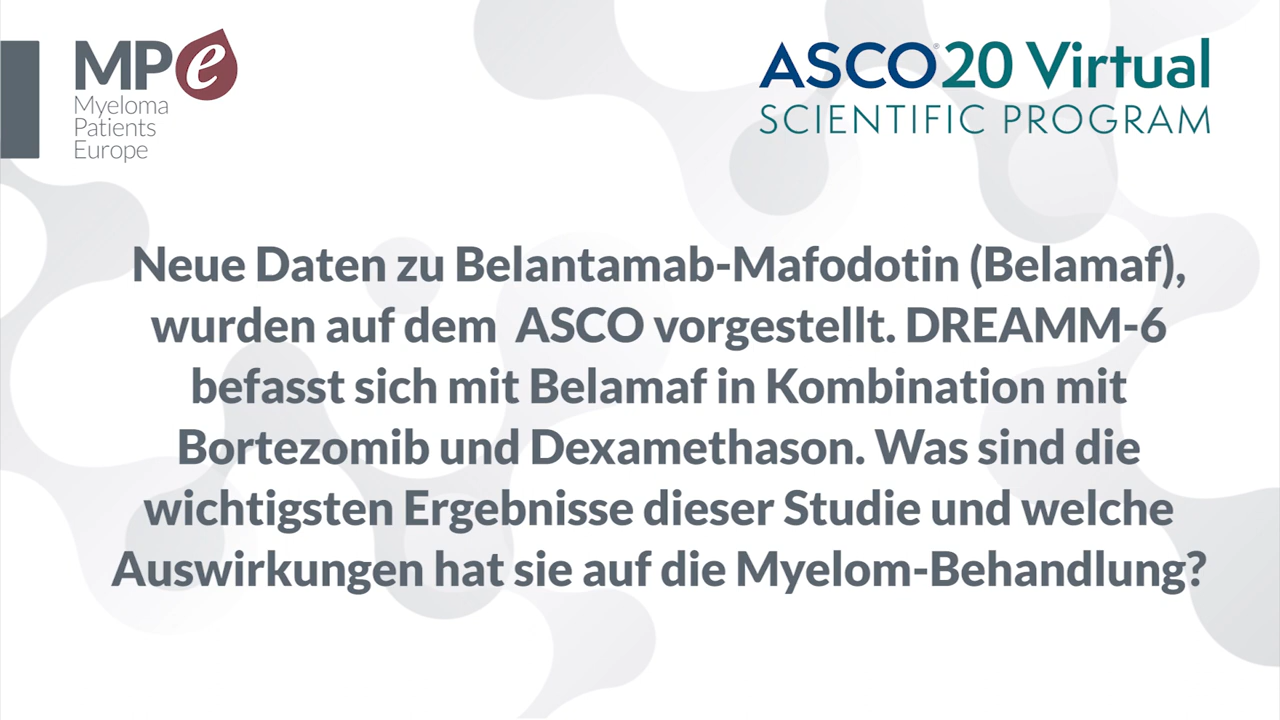 MPe
Myeloma
Patients
Europe
ASCO®20 Virtual
SCIENTIFIC PROGRAM
Neue Daten zu Belantamab-Mafodotin (Belamaf),
wurden auf dem  ASCO vorgestellt. DREAMM-6
befasst sich mit Belamaf in Kombination mit
Bortezomib und Dexamethason. Was sind die
wichtigsten Ergebnisse dieser Studie und welche
Auswirkungen hat sie auf die Myelom-Behandlung?